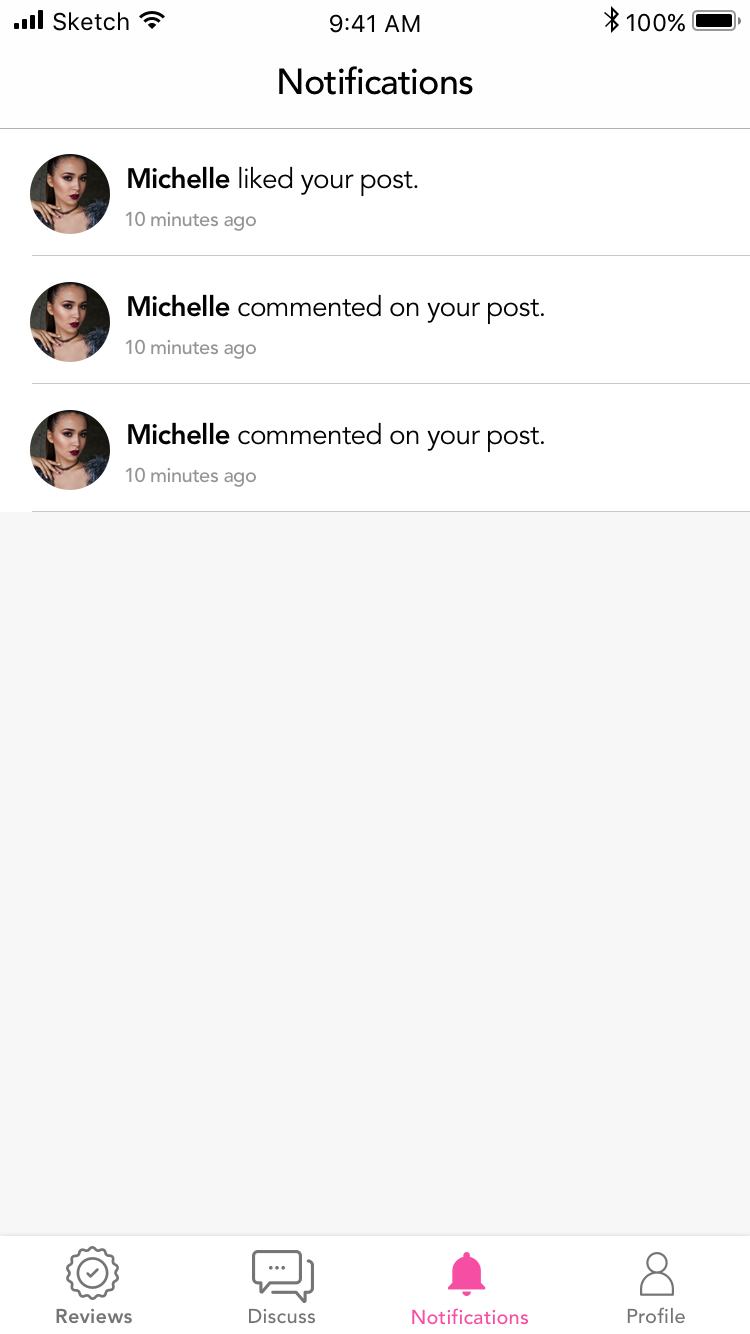 Sketch 9:41 AM 100%
Notifications
Michelle liked your post.
10 minutes ago
Michelle commented on your post.
10 minutes ago
Michelle commented on your post.
10 minutes ago
Reviews Discuss Notifications Profile